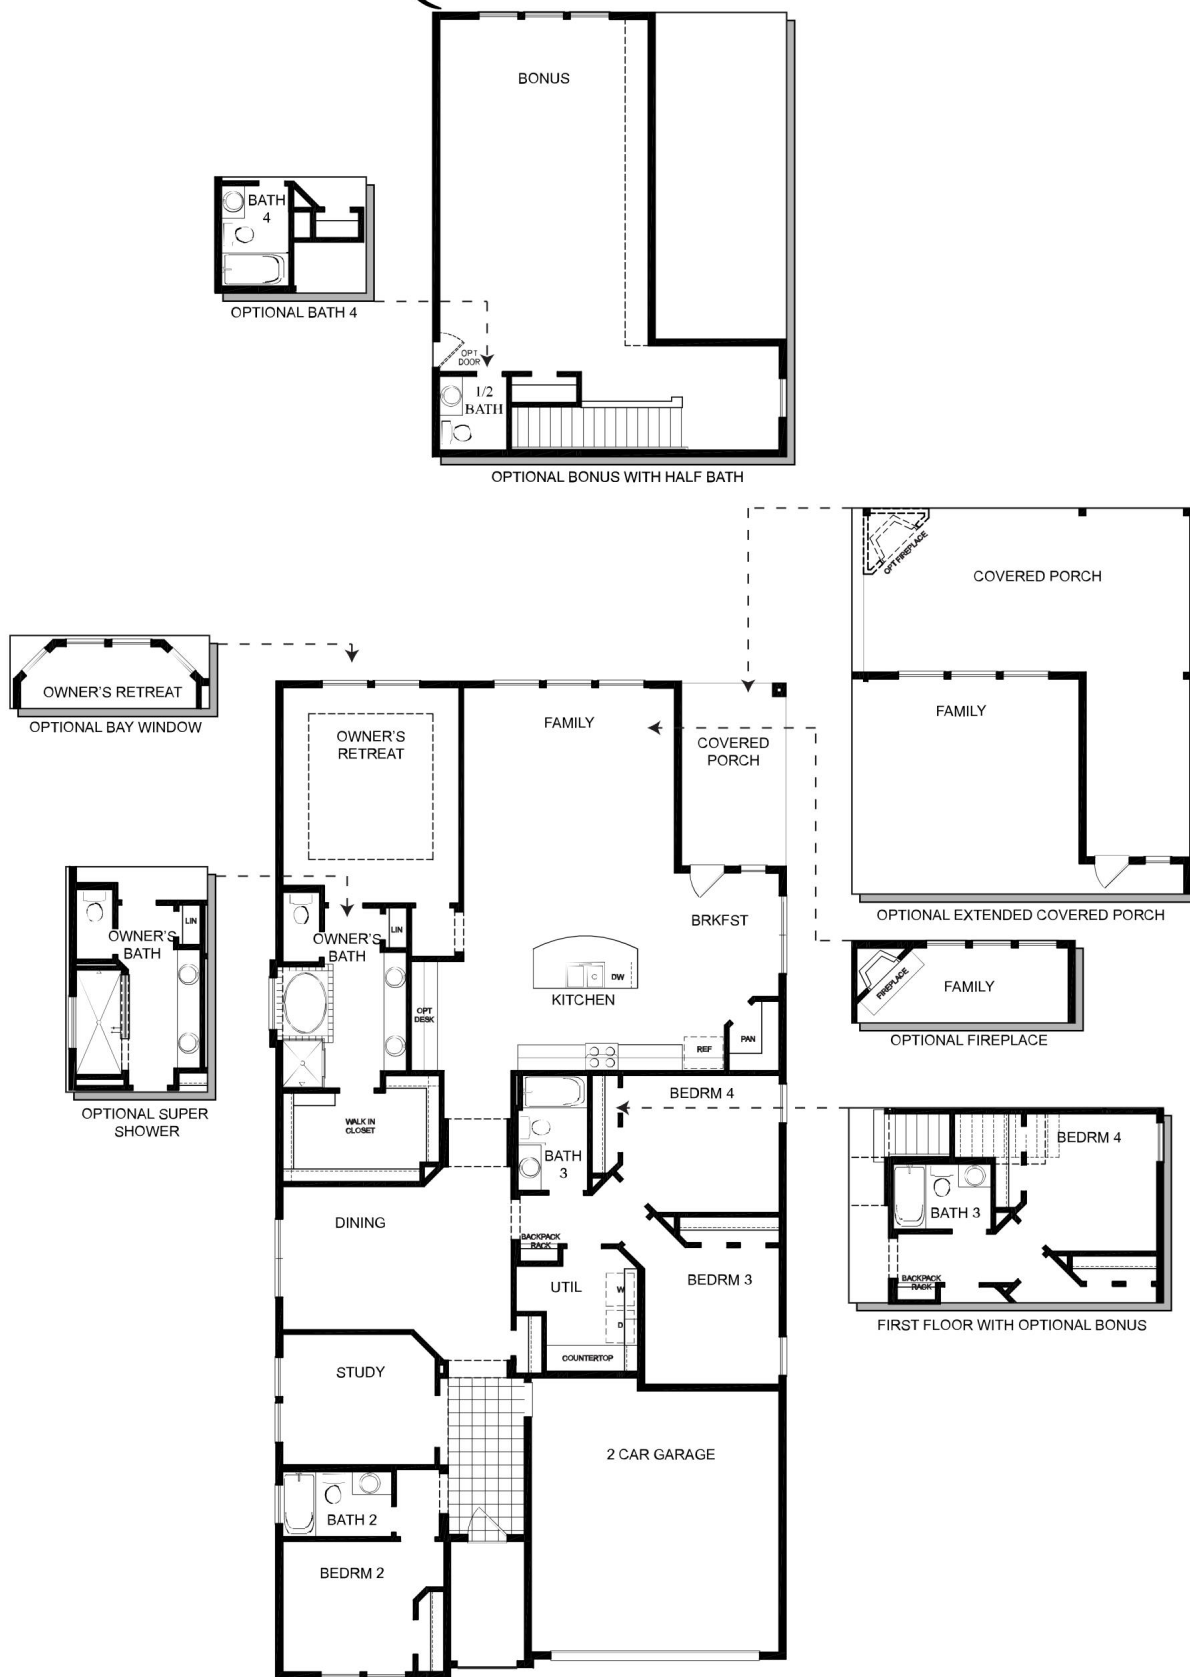 BONUS
BATH
4
OPTIONAL BATH 4
OPT
DOOR
1/2
BATH
OPTIONAL BONUS WITH HALF BATH
OPT FIREPLACE
COVERED PORCH
FAMILY
OPTIONAL EXTENDED COVERED PORCH
OWNER'S RETREAT
OPTIONAL BAY WINDOW
OWNER'S
RETREAT
FAMILY
COVERED
PORCH
LIN
OWNER'S
BATH
OPTIONAL SUPER
SHOWER
LIN
OWNER'S
BATH
BRKFST
C
DW
KITCHEN
OPT
DESK
REF
PAN
FIREPLACE
FAMILY
OPTIONAL FIREPLACE
WALK IN
CLOSET
BEDRM 4
BATH
3
BEDRM 4
BATH 3
BACKPACK
RACK
FIRST FLOOR WITH OPTIONAL BONUS
DINING
BACKPACK
RACK
UTIL
W
D
COUNTERTOP
BEDRM 3
STUDY
2 CAR GARAGE
BATH 2
BEDRM 2